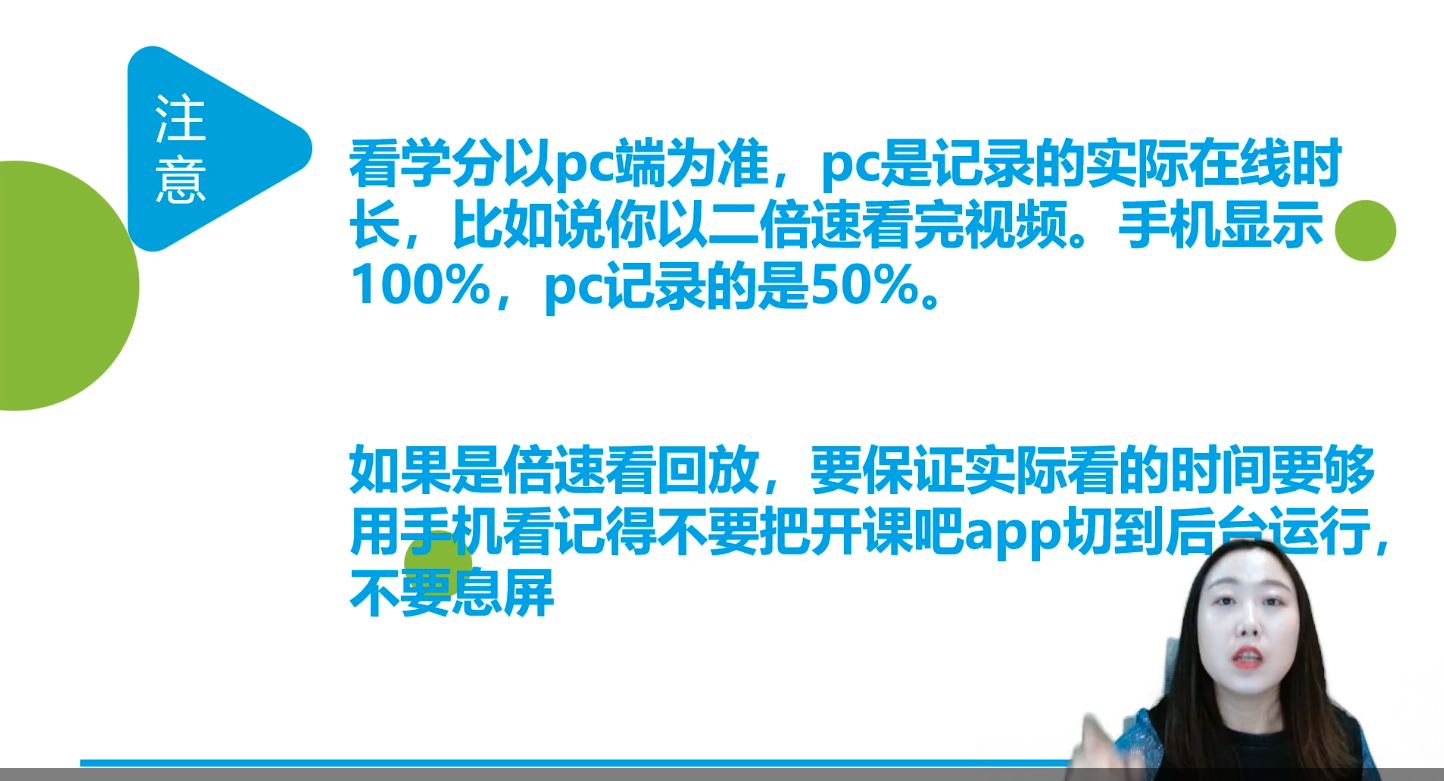 注
意
看学分以pc端为准，pc是记录的实际在线时
长，比如说你以二倍速看完视频。手机显示
100%，pc记录的是50%。
如果是倍速看回放，要保证实际看的时间要够
用手机看记得不要把开课吧app切到后台运行，
不要息屏